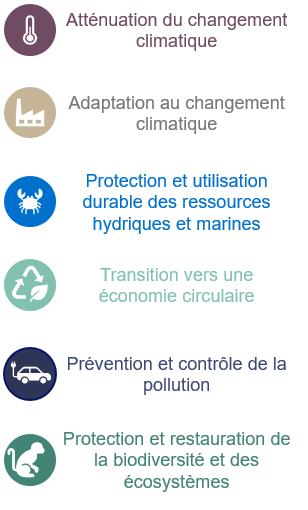 Atténuation du changement
climatique
Adaptation au changement
climatique
Protection et utilisation
durable des ressources
hydriques et marines
Transition vers une
économie circulaire
Prévention et contrôle de la
pollution
Protection et restauration de
la biodiversité et des
écosystèmes